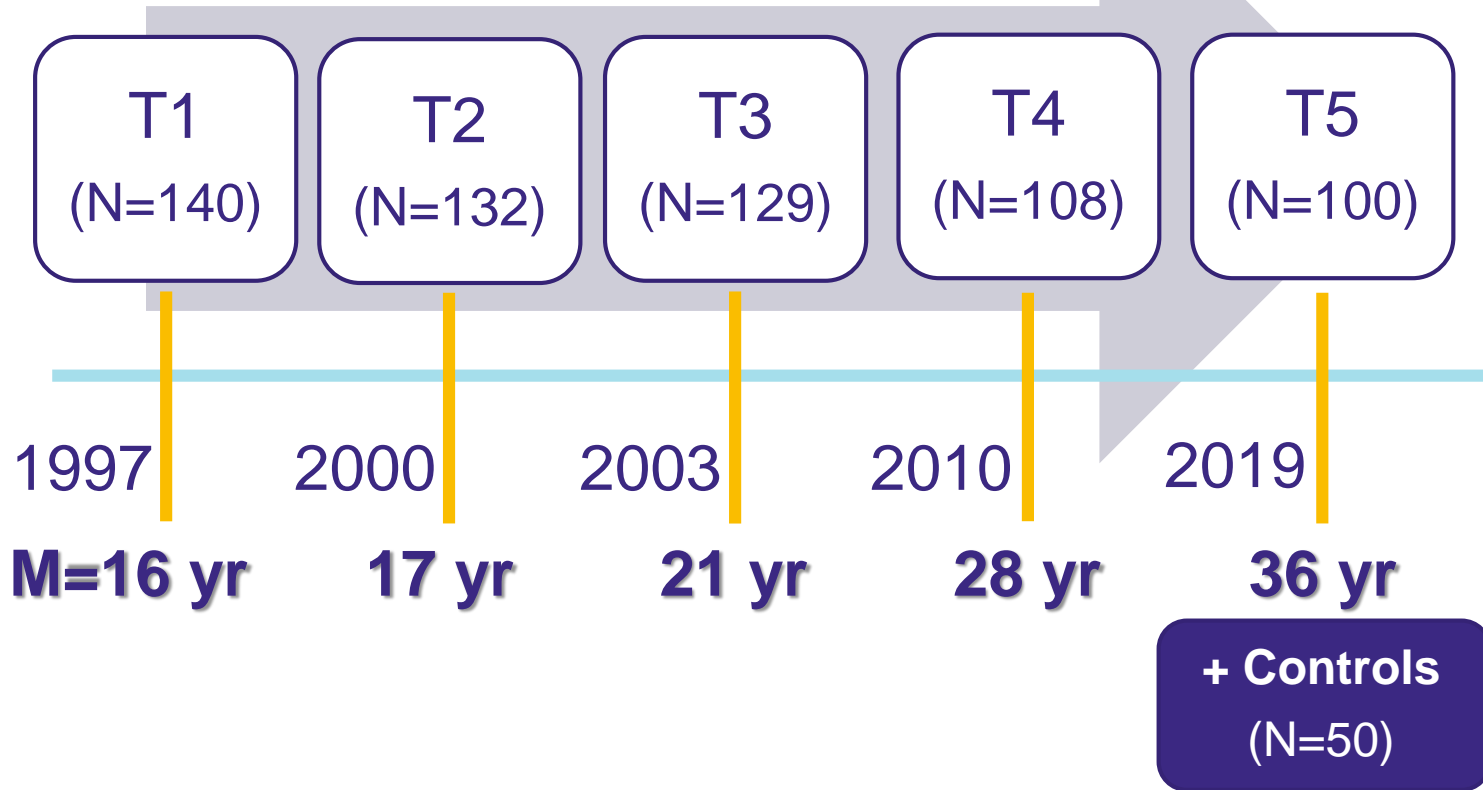 T1
(N=140)
T2
(N=132)
T3
(N=129)
T4
(N=108)
T5
(N=100)
1997
2000
2003
2010
2019
M=16 yr
17 yr
21 yr
28 yr
36 yr
+ Controls
(N=50)